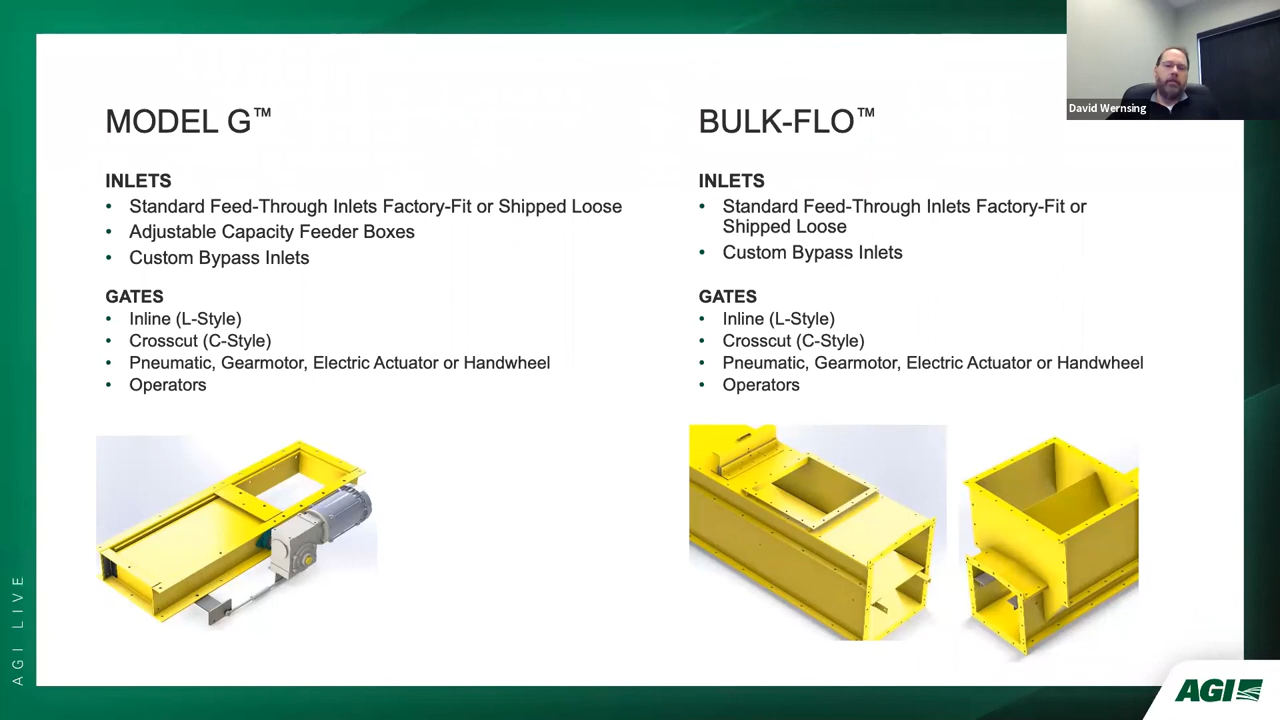 MODEL G™
INLETS
• Standard Feed-Through Inlets Factory-Fit or Shipped Loose
• Adjustable Capacity Feeder Boxes
• Custom Bypass Inlets
GATES
• Inline (L-Style)
• Crosscut (C-Style)
• Pneumatic, Gearmotor, Electric Actuator or Handwheel
• Operators
BULK-FLO™
INLETS
• Standard Feed-Through Inlets Factory-Fit or
Shipped Loose
• Custom Bypass Inlets
GATES
• Inline (L-Style)
• Crosscut (C-Style)
• Pneumatic, Gearmotor, Electric Actuator or Handwheel
• Operators
David Wernsing
AGI LIVE
AGI